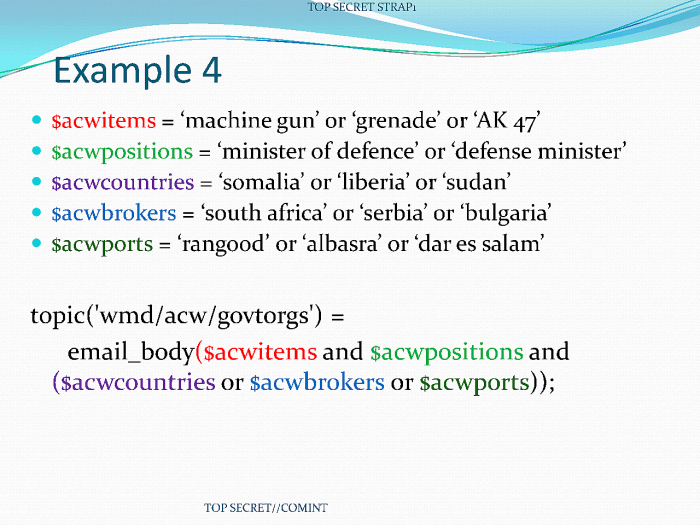 TOP SECRET STRAP1
Example 4
• $acwitems = ‘machine gun’ or ‘grenade’ or ‘AK 47’
• $acwpositions = ‘minister of defence’ or ‘defense minister’
• $acwcountries = ‘somalia’ or ‘liberia’ or ‘sudan’
• $acwbrokers = ‘south africa’ or ‘serbia’ or ‘bulgaria’
• $acwports = ‘rangood’ or ‘albasra’ or ‘dar es salam’
topic('wmd/acw/govtorgs') =
email_body($acwitems and $acwpositions and
($acwcountries or $acwbrokers or $acwports));
TOP SECRET//COMINT